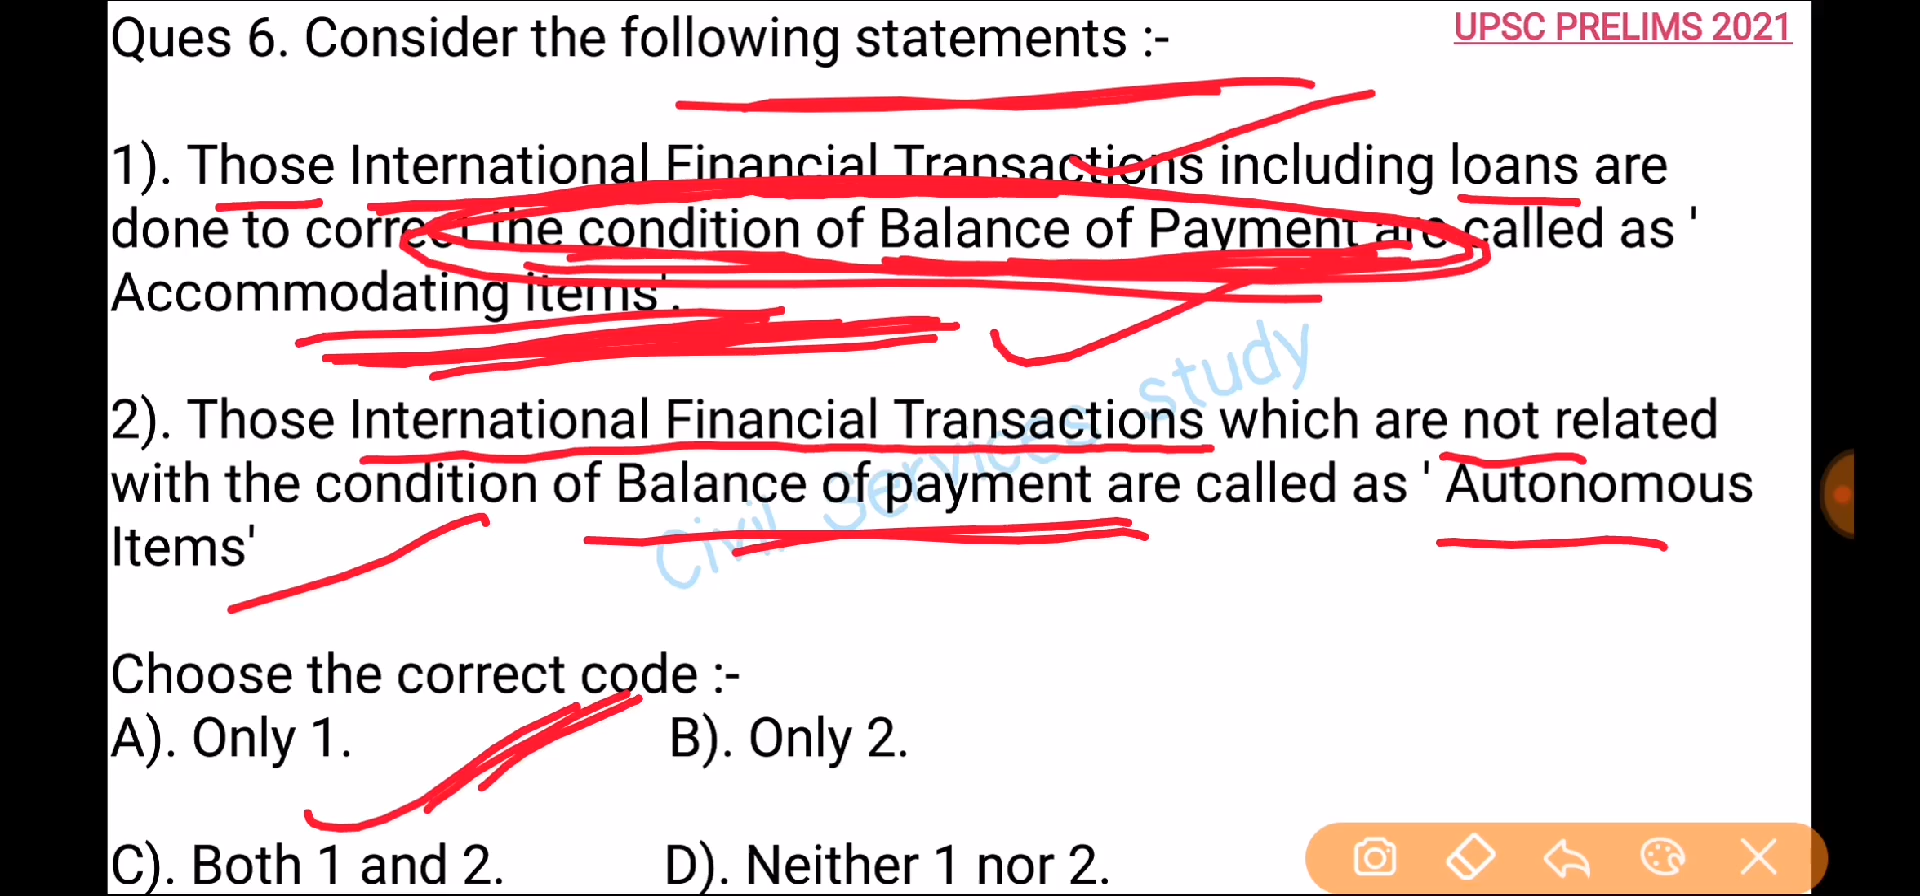 Ques 6. Consider the following statements :-
UPSC PRELIMS 2021
1). Those International Financial Transactions including loans are
done to correct the condition of Balance of Payment are called as '
Accommodating items'.
2). Those International Financial Transactions which are not related
with the condition of Balance of payment are called as ' Autonomous
Items'
Civil Services study
Choose the correct code :-
A). Only 1.
B). Only 2.
C). Both 1 and 2.
D). Neither 1 nor 2.